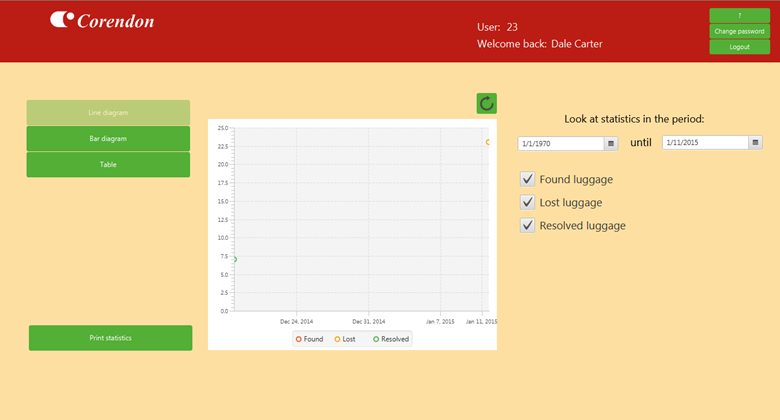 Corendon
User: 23
Welcome back: Dale Carter
!
Change password
Logout
Line diagram
Bar diagram
Table
Print statistics
25.0
22.5
20.0
17.5
15.0
12.5
10.0
7.5
5.0
2.5
0.0
Dec 24, 2014 Dec 31, 2014 Jan 7, 2015 Jan 11, 2015
Found Lost Resolved
Look at statistics in the period:
1/1/1970 until 1/11/2015
Found luggage
Lost luggage
Resolved luggage